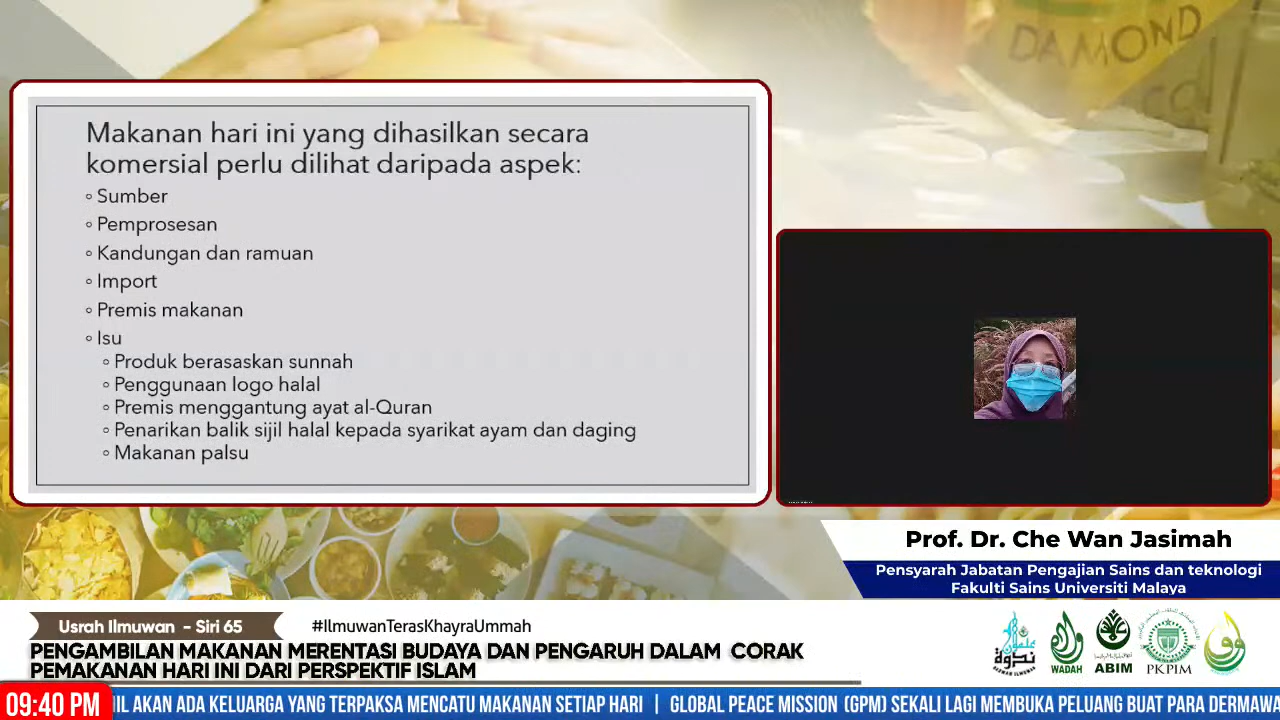 DAMOND
Makanan hari ini yang dihasilkan secara
komersial perlu dilihat daripada aspek:
◦ Sumber
◦ Pemprosesan
◦ Kandungan dan ramuan
◦ Import
◦ Premis makanan
◦ Isu
◦ Produk berasaskan sunnah
◦ Penggunaan logo halal
◦ Premis menggantung ayat al-Quran
◦ Penarikan balik sijil halal kepada syarikat ayam dan daging
◦ Makanan palsu
Prof. Dr. Che Wan Jasimah
Pensyarah Jabatan Pengajian Sains dan teknologi
Fakulti Sains Universiti Malaya
Usrah Ilmuwan - Siri 65
#IlmuwanTerasKhayraUmmah
PENGAMBILAN MAKANAN MERENTASI BUDAYA DAN PENGARUH DALAM CORAK
PEMAKANAN HARI INI DARI PERSPEKTIF ISLAM
WADAH
ABIM
PKPIM
09:40 PM
IL AKAN ADA KELUARGA YANG TERPAKSA MENCATU MAKANAN SETIAP HARI | GLOBAL PEACE MISSION (GPM) SEKALI LAGI MEMBUKA PELUANG BUAT PARA DERMAWA